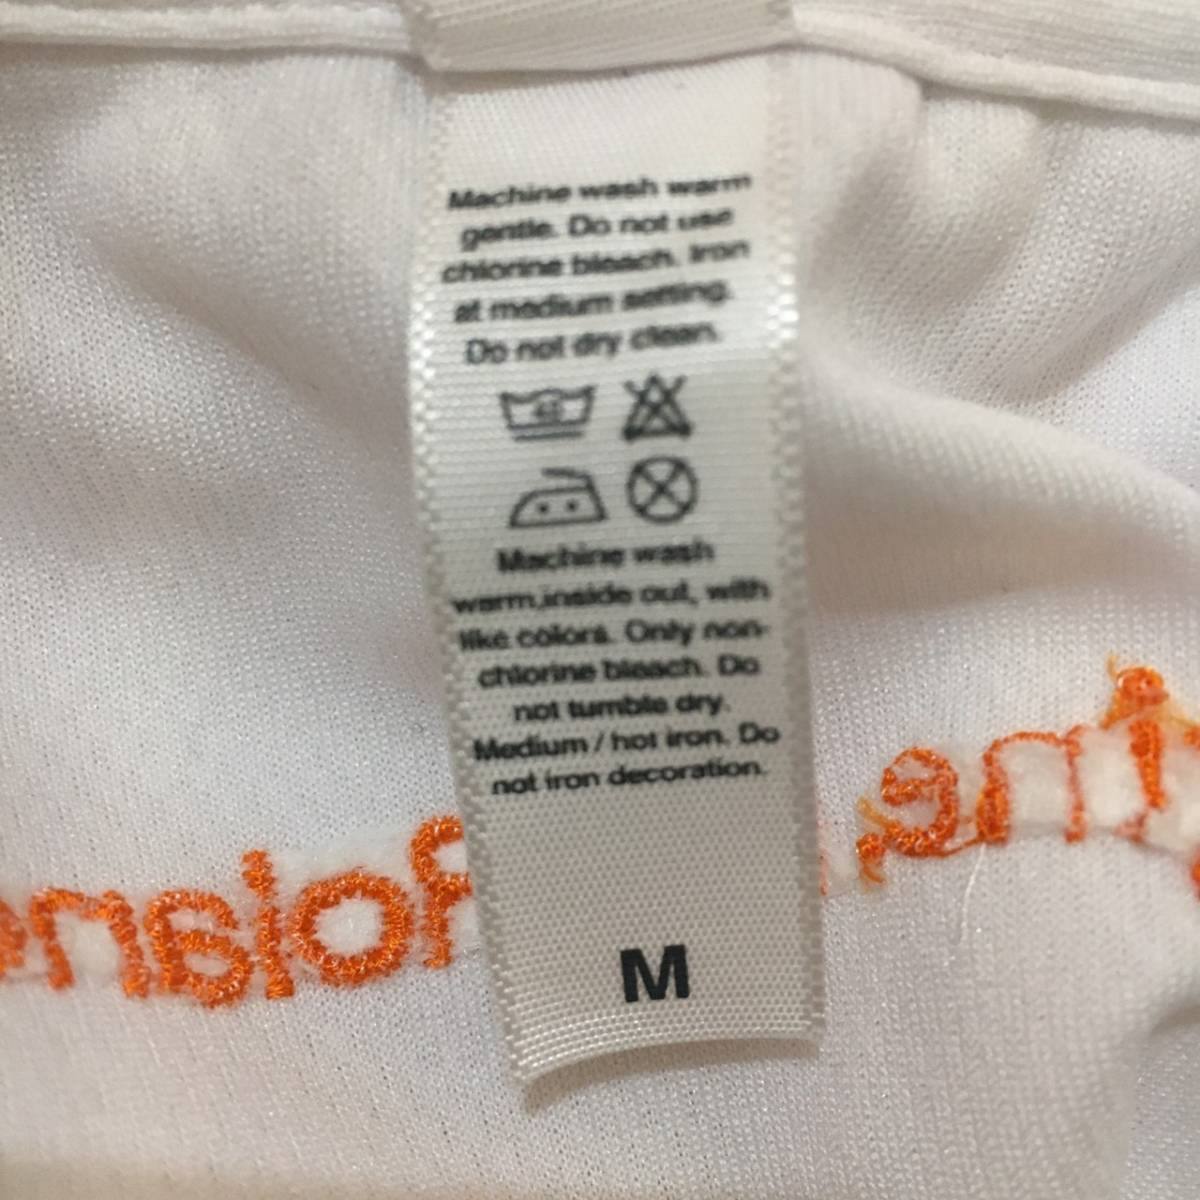 Machine wash warm
gentle. Do not use
chlorine bleach. Iron
at medium setting.
Do not dry clean.
40
Machine wash
warm,inside out, with
like colors. Only non-
chlorine bleach. Do
not tumble dry.
Medium / hot iron. Do
not iron decoration.
M